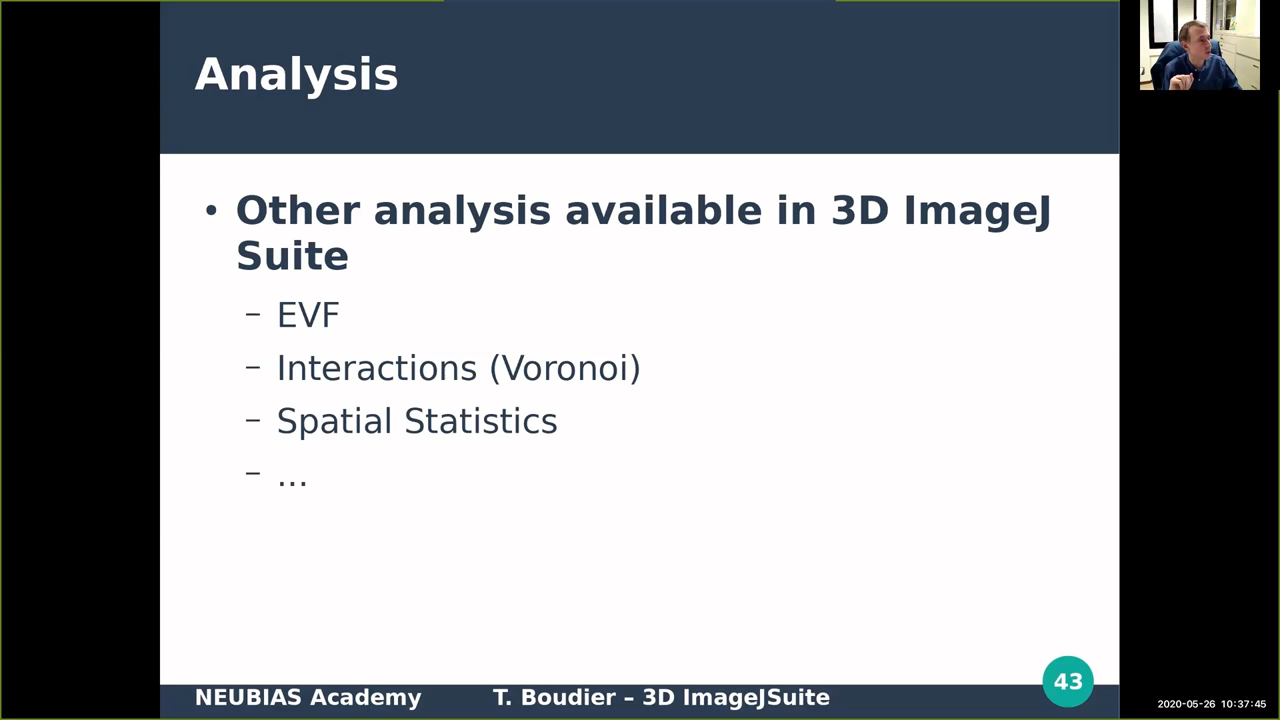 Analysis
• Other analysis available in 3D ImageJ
Suite
– EVF
– Interactions (Voronoi)
– Spatial Statistics
– ...
43
NEUBIAS Academy T. Boudier – 3D ImageJSuite
2020-05-26 10:37:45